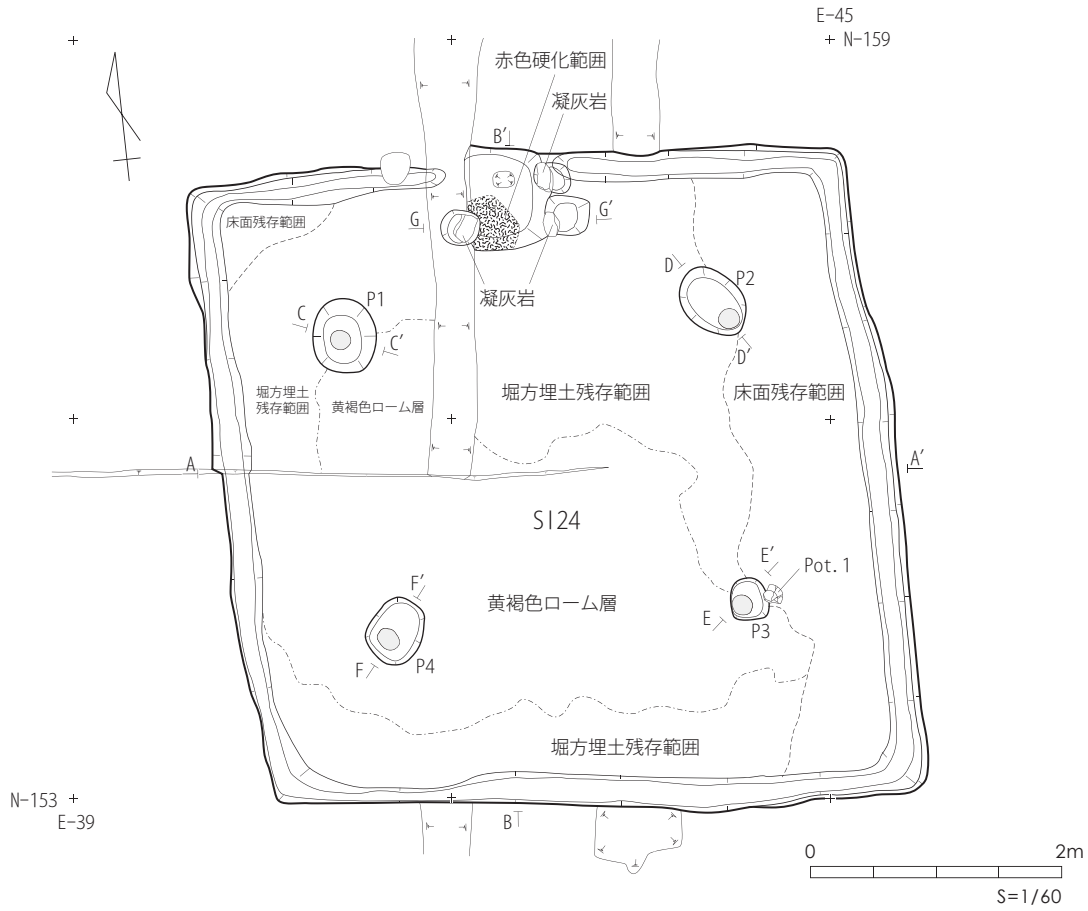 E-45
N-159
赤色硬化範囲
凝灰岩
B′
G
G′
床面残存範囲
凝灰岩
D
P2
D′
C
P1
C′
堀方埋土
残存範囲
黄褐色ローム層
堀方埋土残存範囲
床面残存範囲
A
A′
SI24
E′
Pot.1
E
P3
黄褐色ローム層
F′
F
P4
堀方埋土残存範囲
N-153
E-39
B
0 2m
S=1/60